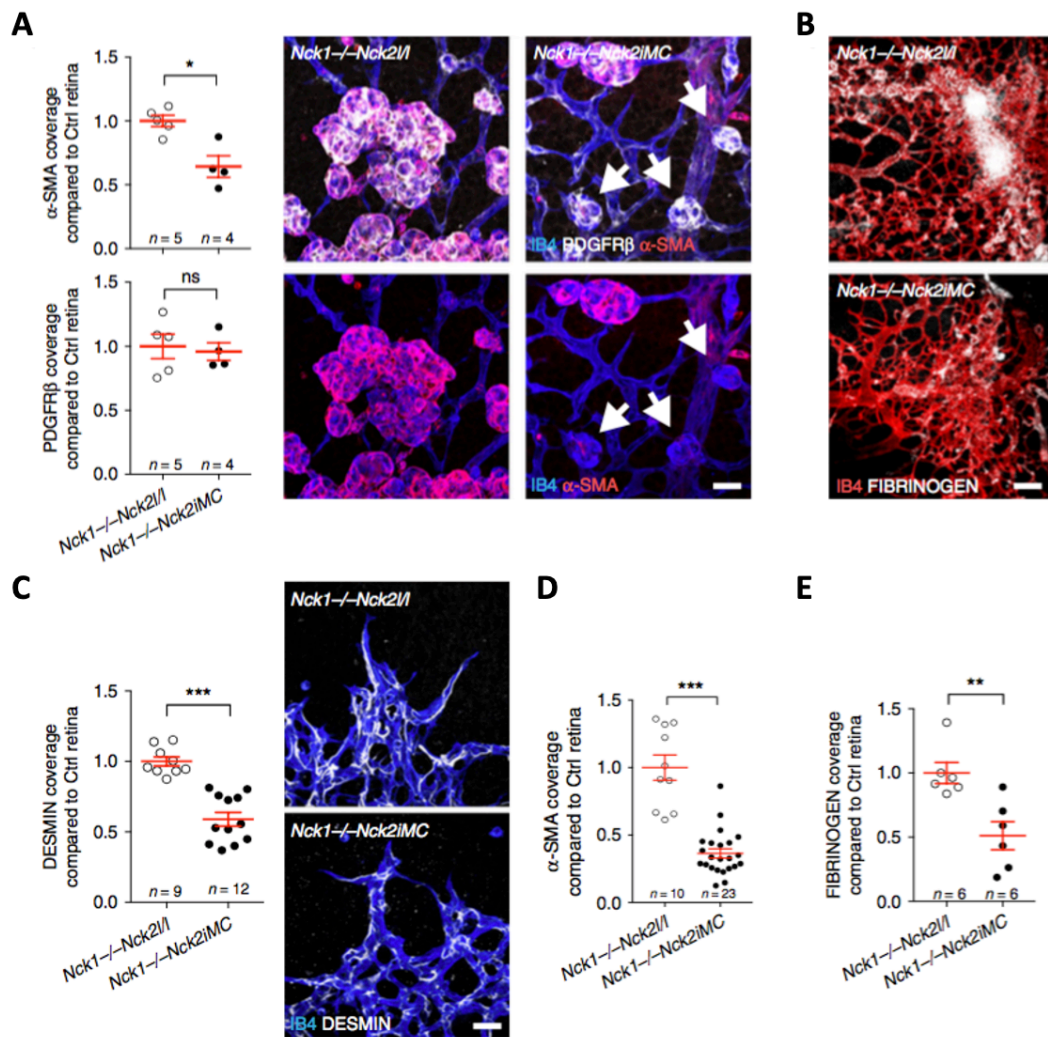 A
α-SMA coverage
compared to Ctrl retina
1.5
1.0
0.5
0.0
*
n = 5
n = 4
PDGFRβ coverage
compared to Ctrl retina
1.5
1.0
0.5
0.0
ns
n = 5
n = 4
Nck1–/–Nck2l/l
Nck1–/–Nck2iMC
Nck1–/–Nck2l/l
Nck1–/–Nck2iMC
IB4 PDGFRβ α-SMA
IB4 α-SMA
B
Nck1–/–Nck2l/l
Nck1–/–Nck2iMC
IB4 FIBRINOGEN
C
DESMIN coverage
compared to Ctrl retina
1.5
1.0
0.5
0.0
***
n = 9
n = 12
Nck1–/–Nck2l/l
Nck1–/–Nck2iMC
Nck1–/–Nck2l/l
Nck1–/–Nck2iMC
IB4 DESMIN
D
α-SMA coverage
compared to Ctrl retina
1.5
1.0
0.5
0.0
***
n = 10
n = 23
Nck1–/–Nck2l/l
Nck1–/–Nck2iMC
E
FIBRINOGEN coverage
compared to Ctrl retina
1.5
1.0
0.5
0.0
**
n = 6
n = 6
Nck1–/–Nck2l/l
Nck1–/–Nck2iMC